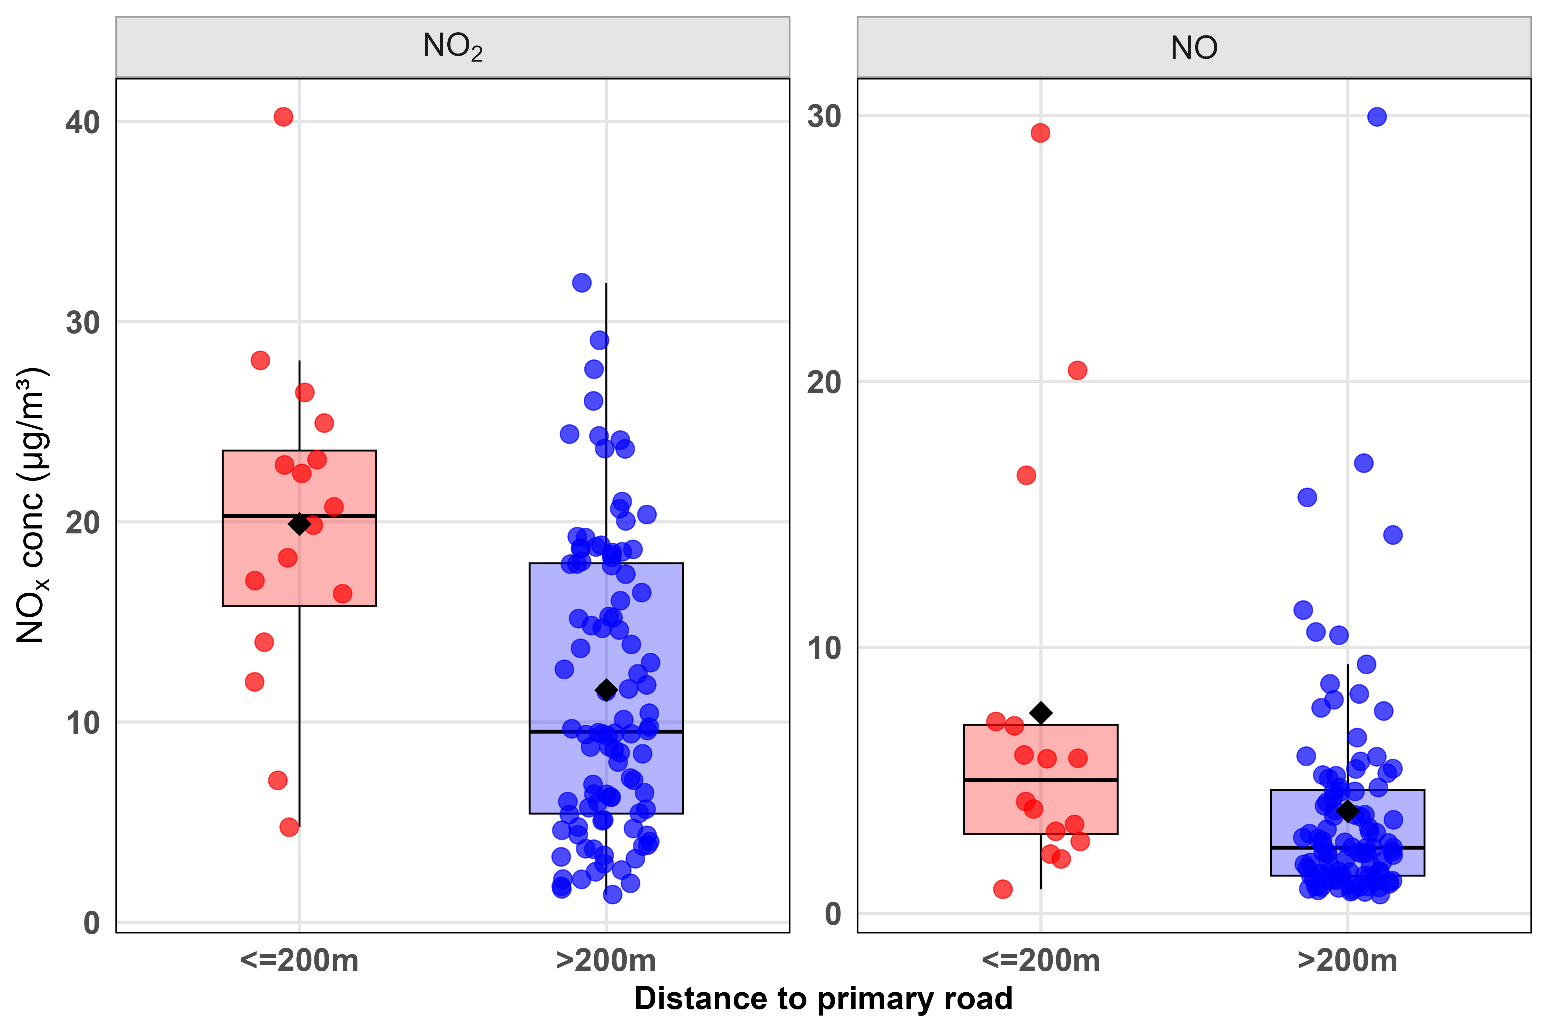 NO₂
NO
NOₓ conc (µg/m³)
40
30
20
10
0
30
20
10
0
<=200m
>200m
<=200m
>200m
Distance to primary road